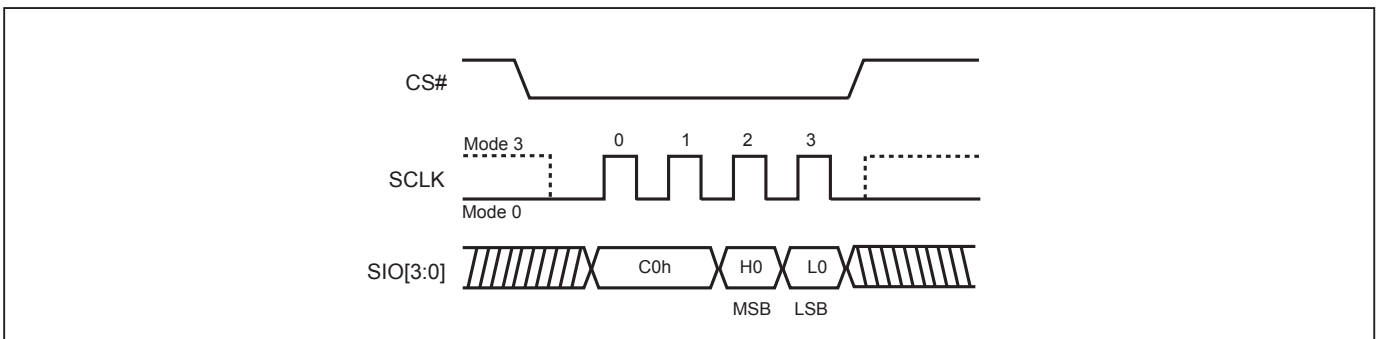 CS#
Mode 3 0 1 2 3
SCLK
Mode 0
SIO[3:0] C0h H0 L0
MSB LSB